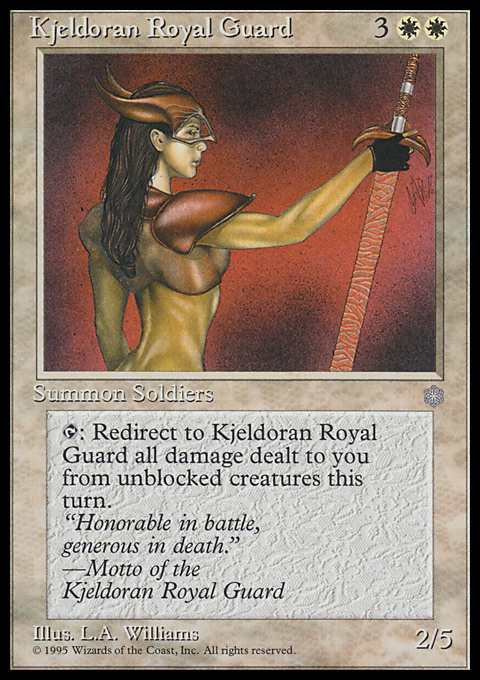 Kjeldoran Royal Guard 3
Summon Soldiers
: Redirect to Kjeldoran Royal
Guard all damage dealt to you
from unblocked creatures this
turn.
“Honorable in battle,
generous in death.”
—Motto of the
Kjeldoran Royal Guard
Illus. L.A. Williams
2/5
© 1995 Wizards of the Coast, Inc. All rights reserved.